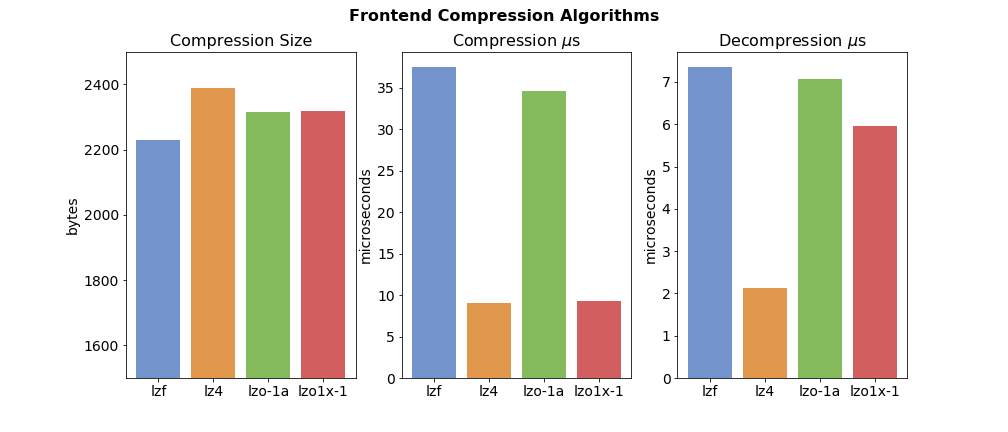 Frontend Compression Algorithms
Compression Size
bytes
2400
2200
2000
1800
1600
lzf lz4 lzo-1a lzo1x-1
Compression μs
microseconds
35
30
25
20
15
10
5
0
lzf lz4 lzo-1a lzo1x-1
Decompression μs
microseconds
7
6
5
4
3
2
1
0
lzf lz4 lzo-1a lzo1x-1